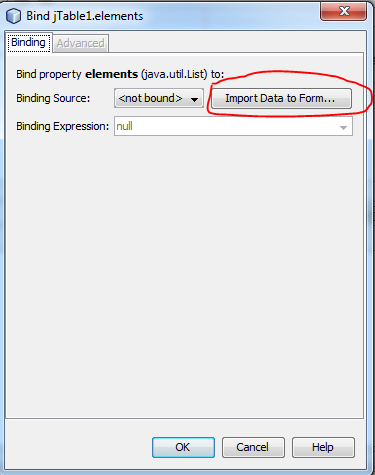 Bind jTable1.elements
Binding Advanced
Bind property elements (java.util.List) to:
Binding Source: <not bound> Import Data to Form...
Binding Expression: null
OK Cancel Help